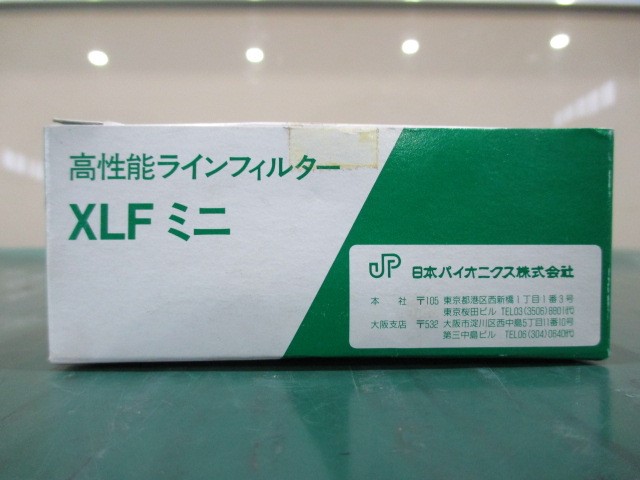 高性能ラインフィルター
XLF ミニ
JP 日本パイオニクス株式会社
本 社 〒105 東京都港区西新橋1丁目1番3号
東京桜田ビル TEL03(3506)8801代
大阪支店 〒532 大阪市淀川区西中島5丁目11番10号
第三中島ビル TEL06(304)0640代